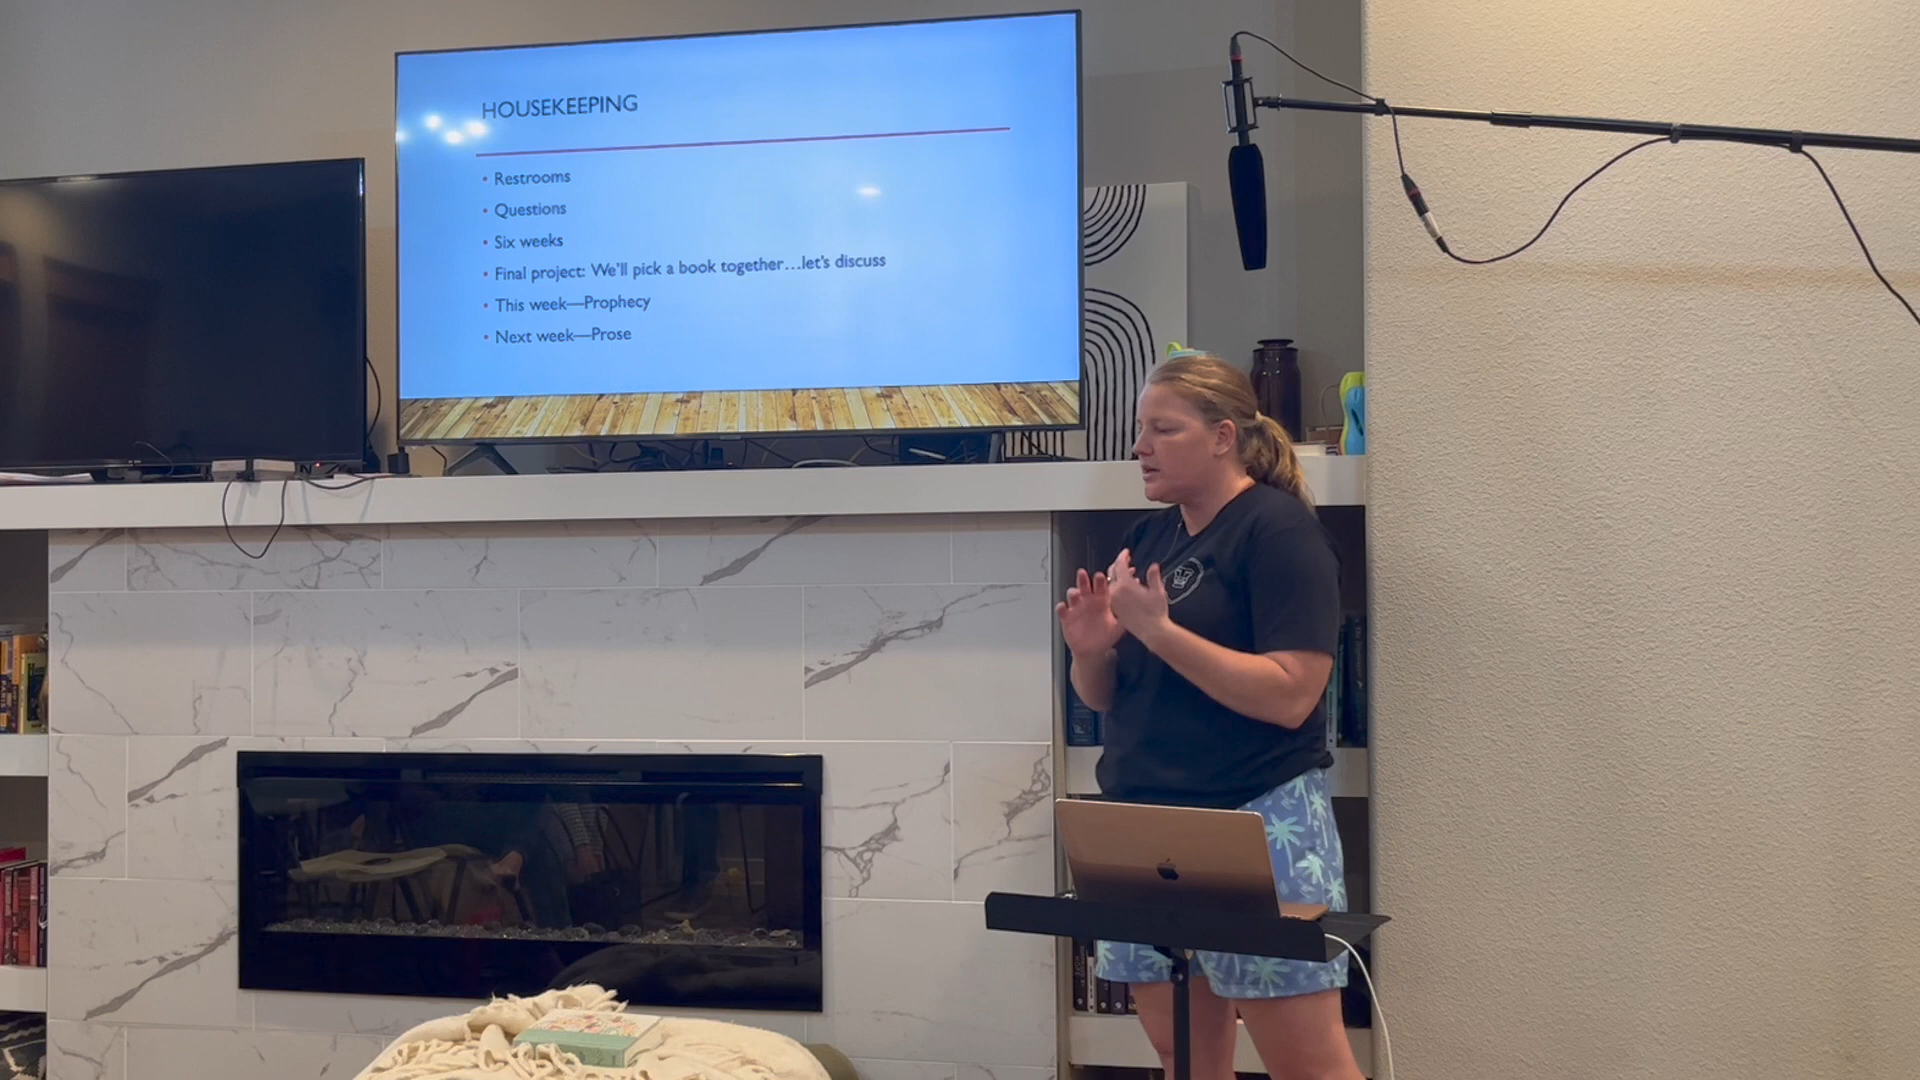 HOUSEKEEPING
• Restrooms
• Questions
• Six weeks
• Final project: We'll pick a book together…let's discuss
• This week—Prophecy
• Next week—Prose